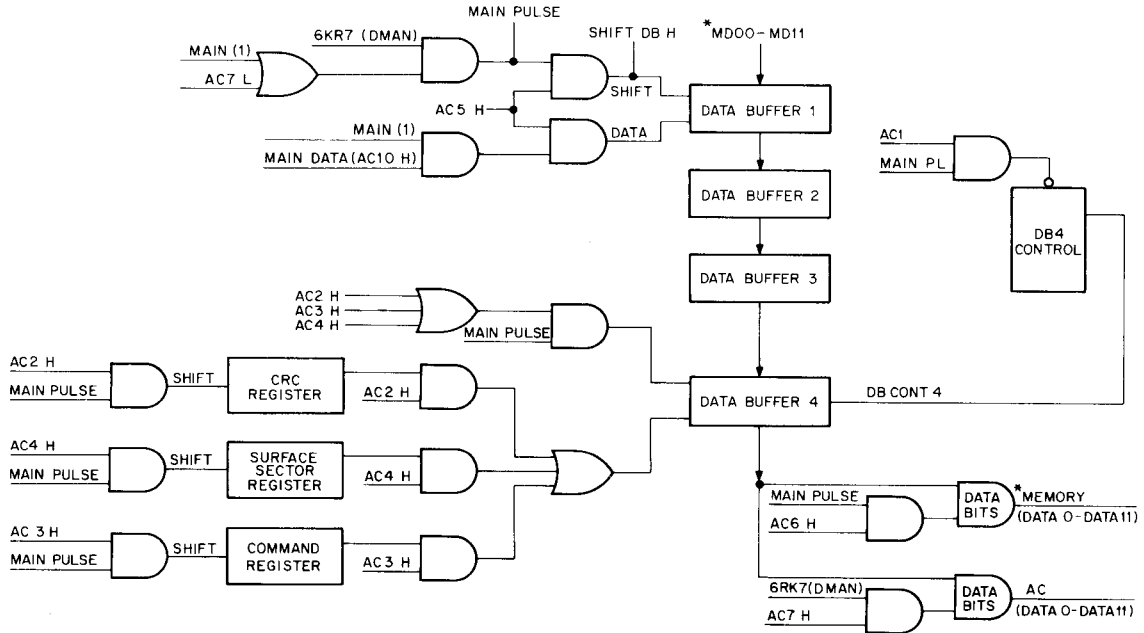 MAIN PULSE
6KR7 (DMAN)
MAIN (1)
AC7 L
SHIFT DB H
*MD00-MD11
SHIFT
DATA BUFFER 1
AC5 H
MAIN (1)
MAIN DATA (AC10 H)
DATA
AC1
MAIN PL
DATA BUFFER 2
DB4
CONTROL
DATA BUFFER 3
AC2 H
AC3 H
AC4 H
MAIN PULSE
AC2 H
MAIN PULSE
SHIFT
CRC
REGISTER
AC2 H
DATA BUFFER 4
DB CONT 4
AC4 H
MAIN PULSE
SHIFT
SURFACE
SECTOR
REGISTER
AC4 H
MAIN PULSE
AC6 H
DATA
BITS
*MEMORY
(DATA 0-DATA11)
AC 3 H
MAIN PULSE
SHIFT
COMMAND
REGISTER
AC3 H
6RK7(DMAN)
AC7 H
DATA
BITS
AC
(DATA 0-DATA11)